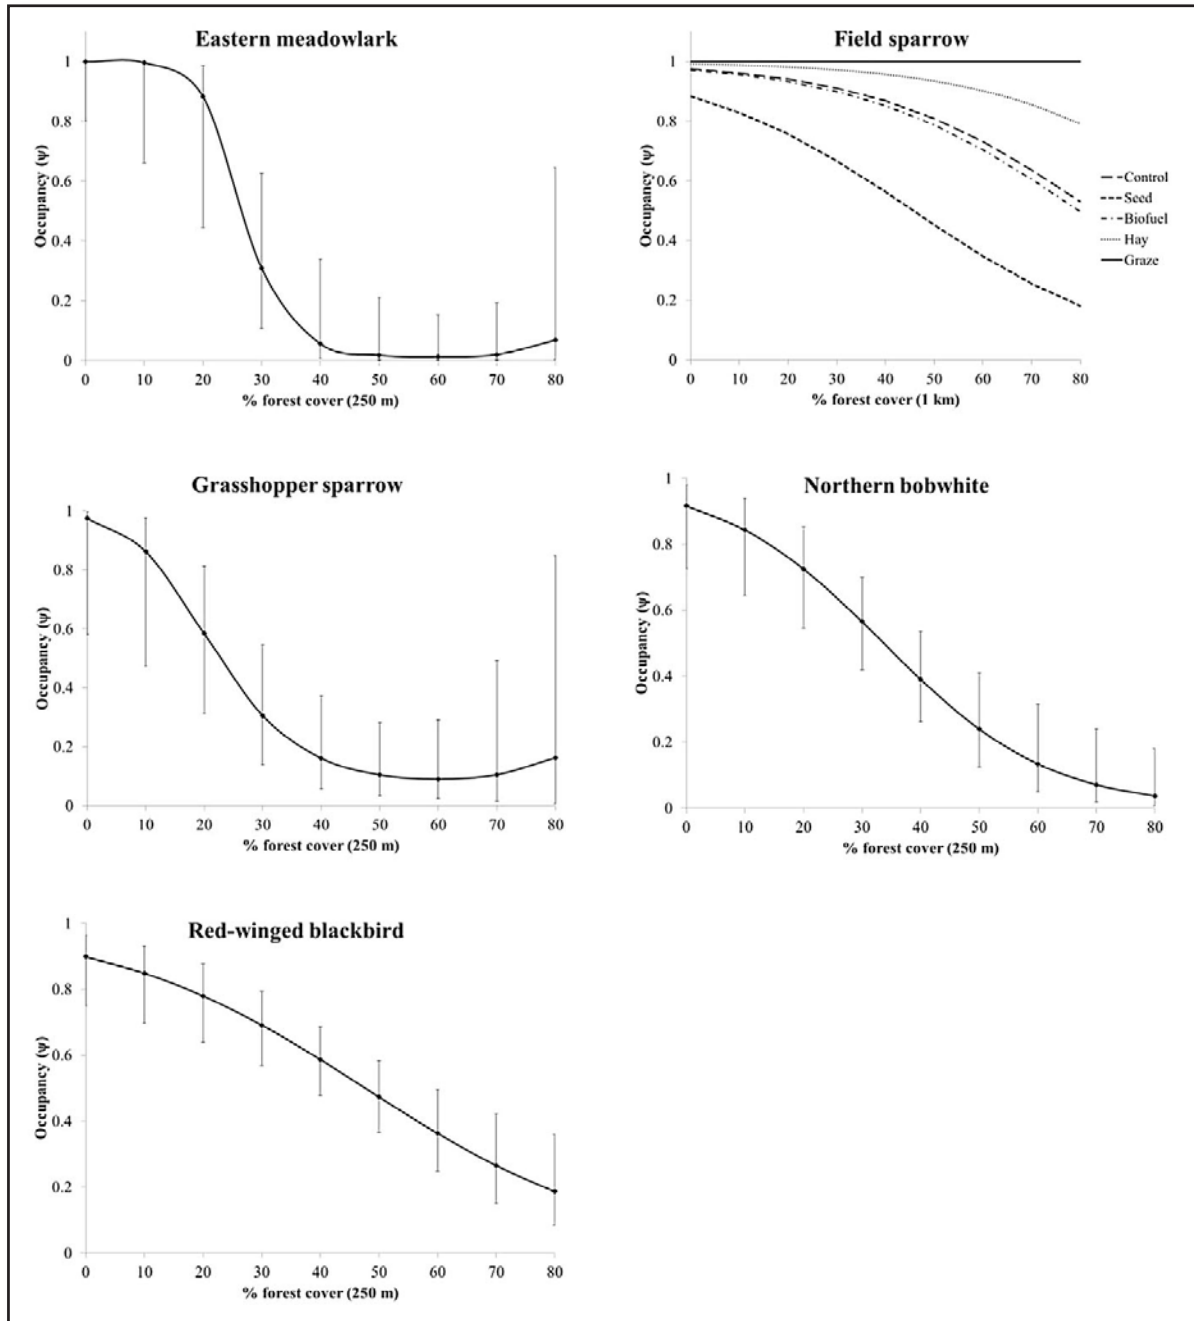 Eastern meadowlark
1
0.8
0.6
0.4
0.2
0
Occupancy (ψ)
0 10 20 30 40 50 60 70 80
% forest cover (250 m)
Field sparrow
1
0.8
0.6
0.4
0.2
0
Occupancy (ψ)
Control
Seed
Biofuel
Hay
Graze
0 10 20 30 40 50 60 70 80
% forest cover (1 km)
Grasshopper sparrow
1
0.8
0.6
0.4
0.2
0
Occupancy (ψ)
0 10 20 30 40 50 60 70 80
% forest cover (250 m)
Northern bobwhite
1
0.8
0.6
0.4
0.2
0
Occupancy (ψ)
0 10 20 30 40 50 60 70 80
% forest cover (250 m)
Red-winged blackbird
1
0.8
0.6
0.4
0.2
0
Occupancy (ψ)
0 10 20 30 40 50 60 70 80
% forest cover (250 m)